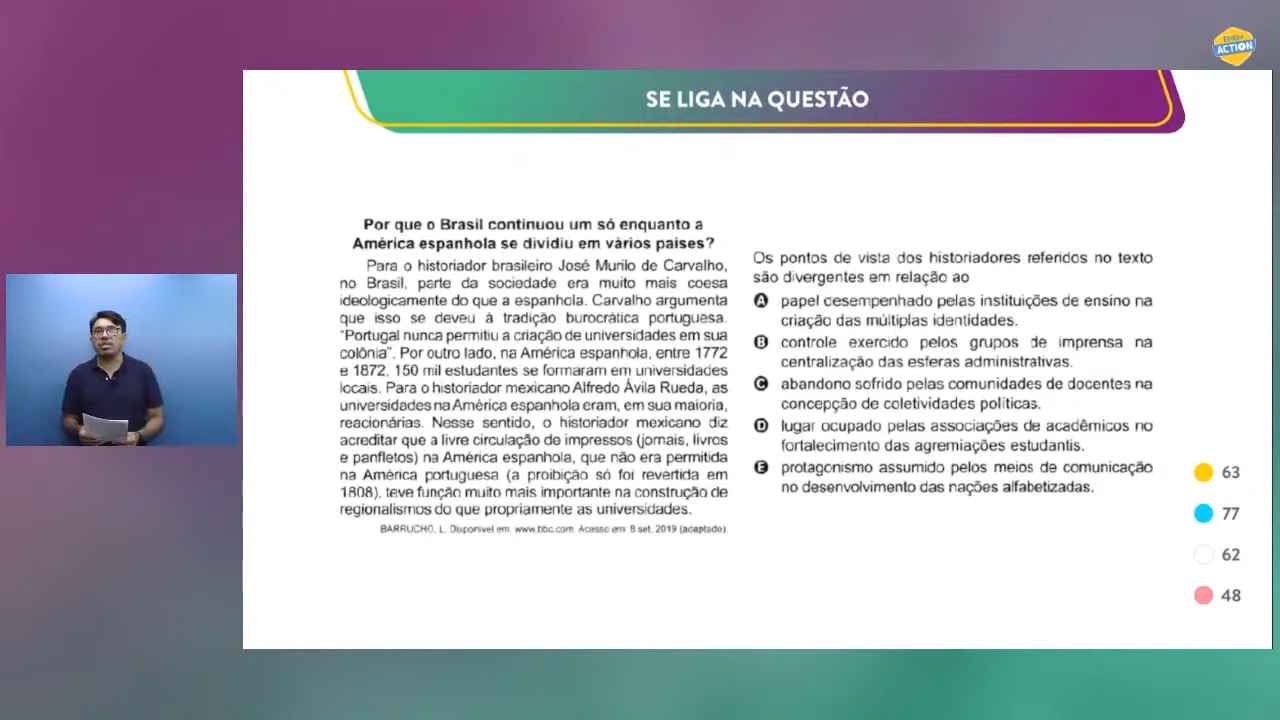 ENEM
ACTION
SE LIGA NA QUESTÃO
Por que o Brasil continuou um só enquanto a
América espanhola se dividiu em vários países?
Para o historiador brasileiro José Murilo de Carvalho,
no Brasil, parte da sociedade era muito mais coesa
ideologicamente do que a espanhola. Carvalho argumenta
que isso se deveu à tradição burocrática portuguesa.
“Portugal nunca permitiu a criação de universidades em sua
colônia”. Por outro lado, na América espanhola, entre 1772
e 1872, 150 mil estudantes se formaram em universidades
locais. Para o historiador mexicano Alfredo Ávila Rueda, as
universidades na América espanhola eram, em sua maioria,
reacionárias. Nesse sentido, o historiador mexicano diz
acreditar que a livre circulação de impressos (jornais, livros
e panfletos) na América espanhola, que não era permitida
na América portuguesa (a proibição só foi revertida em
1808), teve função muito mais importante na construção de
regionalismos do que propriamente as universidades.
BARRUCHO, L. Disponível em: www.bbc.com. Acesso em: 8 set. 2019 (adaptado).
Os pontos de vista dos historiadores referidos no texto
são divergentes em relação ao
A papel desempenhado pelas instituições de ensino na
criação das múltiplas identidades.
B controle exercido pelos grupos de imprensa na
centralização das esferas administrativas.
C abandono sofrido pelas comunidades de docentes na
concepção de coletividades políticas.
D lugar ocupado pelas associações de acadêmicos no
fortalecimento das agremiações estudantis.
E protagonismo assumido pelos meios de comunicação
no desenvolvimento das nações alfabetizadas.
63
77
62
48